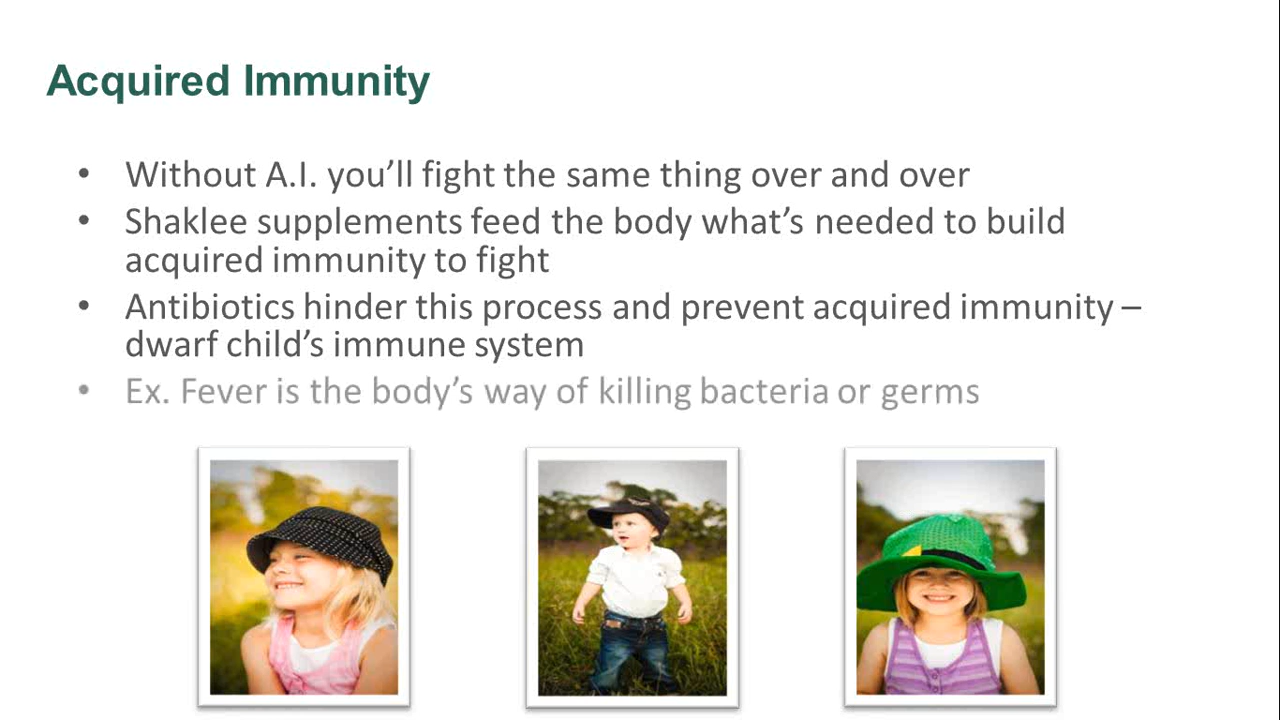 Acquired Immunity
• Without A.I. you’ll fight the same thing over and over
• Shaklee supplements feed the body what’s needed to build
acquired immunity to fight
• Antibiotics hinder this process and prevent acquired immunity –
dwarf child’s immune system
• Ex. Fever is the body’s way of killing bacteria or germs